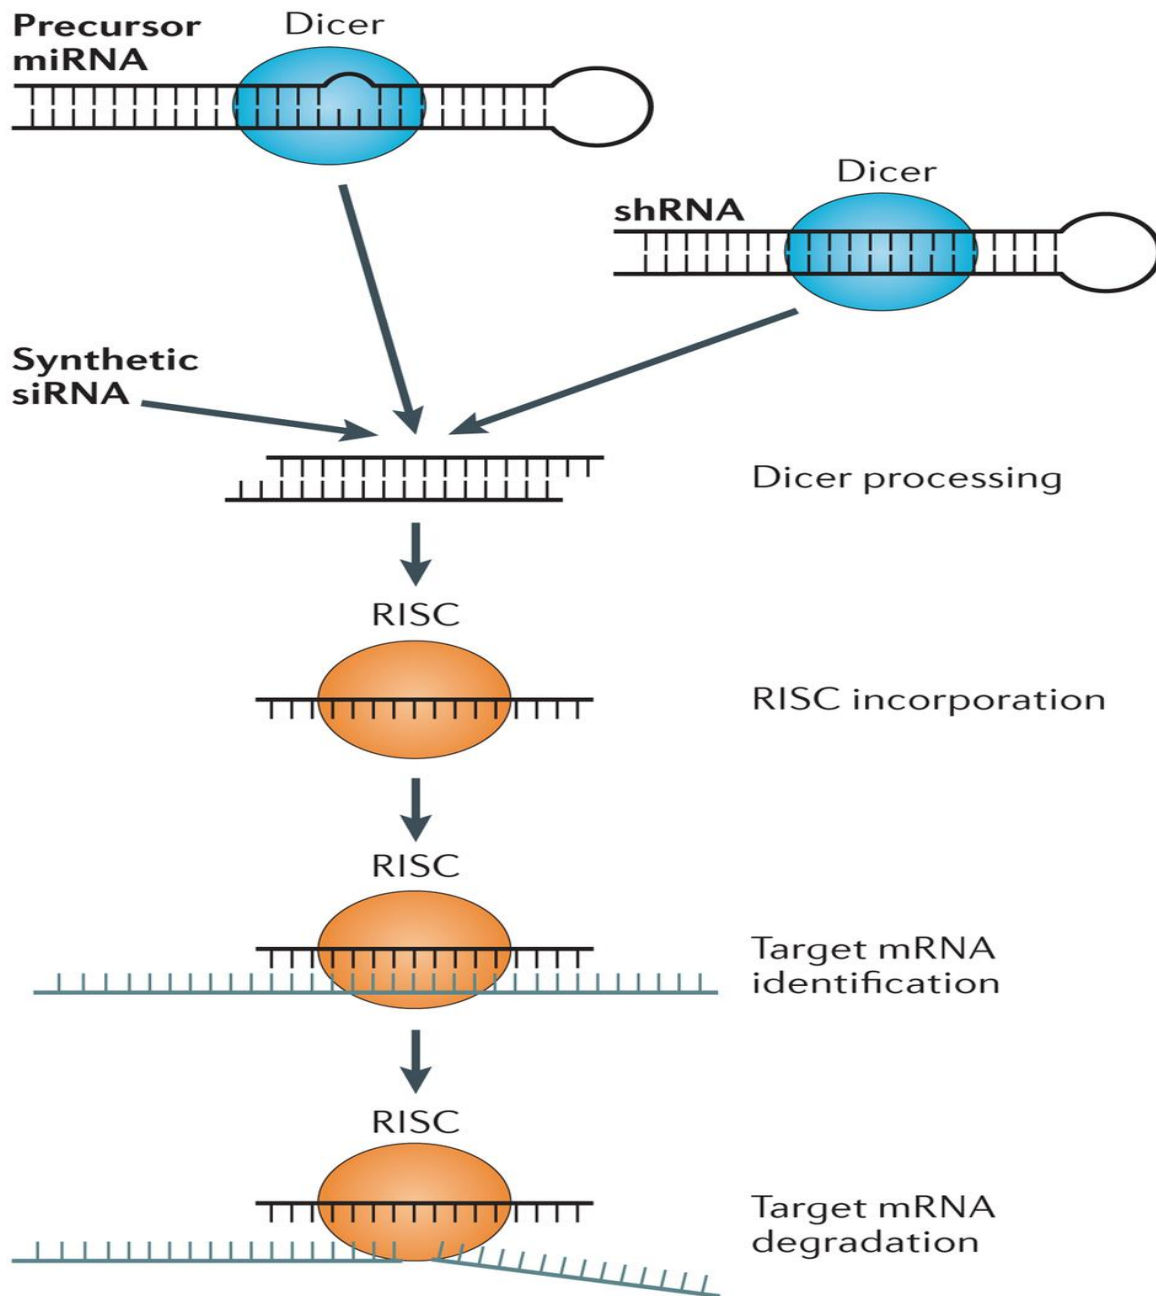 Precursor
miRNA
Dicer
Dicer
shRNA
Synthetic
siRNA
Dicer processing
RISC
RISC incorporation
RISC
Target mRNA
identification
RISC
Target mRNA
degradation